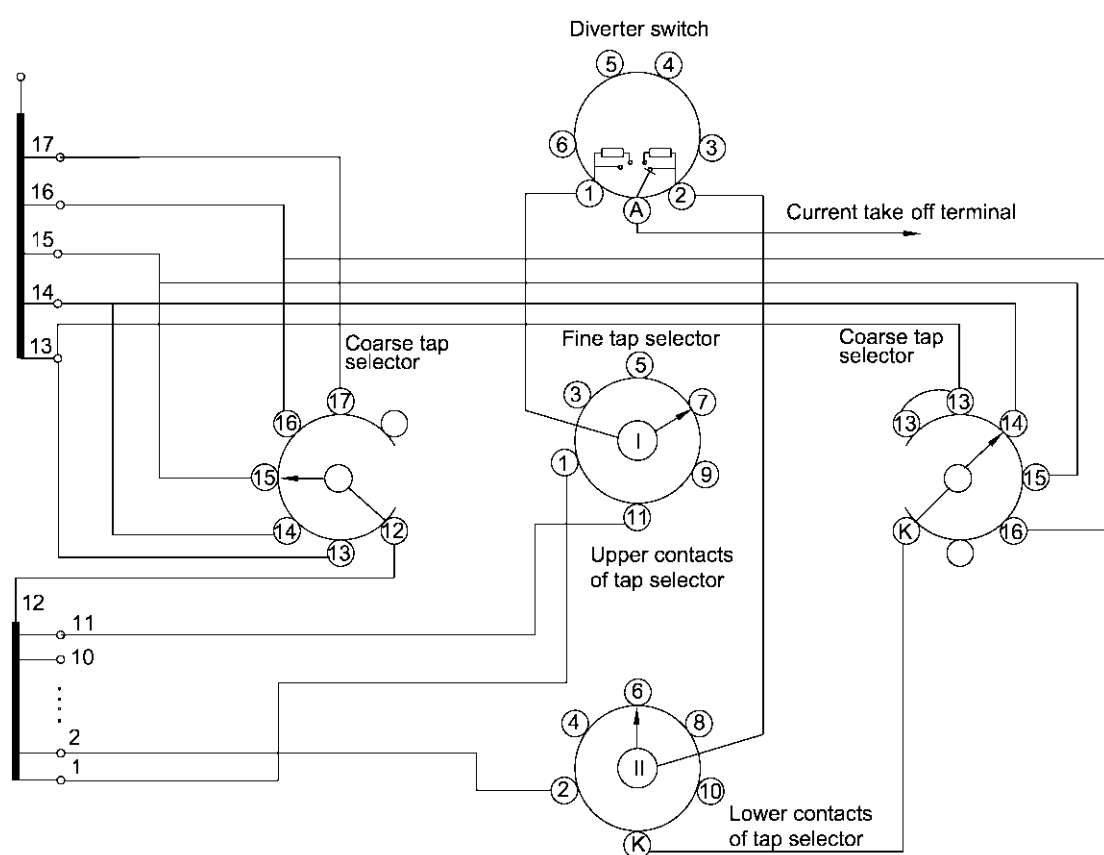 Diverter switch
5
4
6
3
1
2
A
Current take off terminal
17
16
15
14
13
Coarse tap
selector
17
16
15
14
13
12
Fine tap selector
5
3
7
I
1
9
11
Upper contacts
of tap selector
Coarse tap
selector
13
13
14
15
16
K
12
11
10
2
1
6
4
8
II
2
10
K
Lower contacts
of tap selector